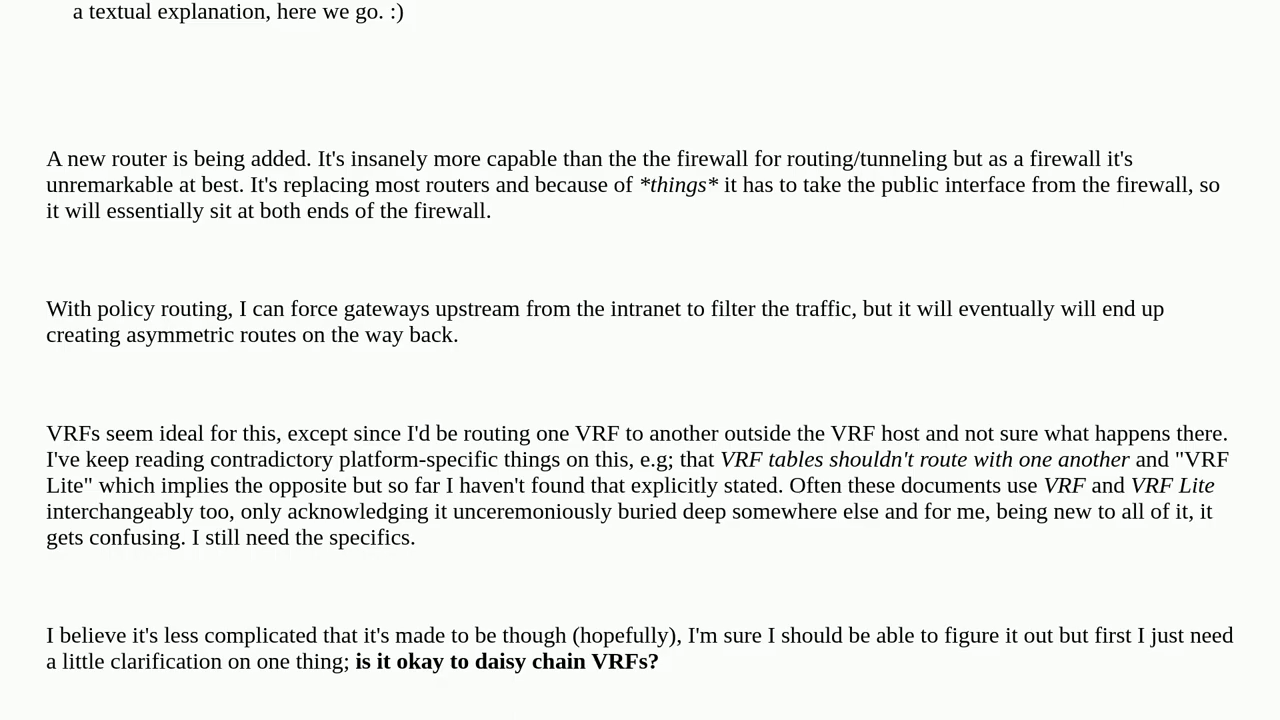 a textual explanation, here we go. :)
A new router is being added. It's insanely more capable than the the firewall for routing/tunneling but as a firewall it's
unremarkable at best. It's replacing most routers and because of *things* it has to take the public interface from the firewall, so
it will essentially sit at both ends of the firewall.
With policy routing, I can force gateways upstream from the intranet to filter the traffic, but it will eventually will end up
creating asymmetric routes on the way back.
VRFs seem ideal for this, except since I'd be routing one VRF to another outside the VRF host and not sure what happens there.
I've keep reading contradictory platform-specific things on this, e.g; that VRF tables shouldn't route with one another and "VRF
Lite" which implies the opposite but so far I haven't found that explicitly stated. Often these documents use VRF and VRF Lite
interchangeably too, only acknowledging it unceremoniously buried deep somewhere else and for me, being new to all of it, it
gets confusing. I still need the specifics.
I believe it's less complicated that it's made to be though (hopefully), I'm sure I should be able to figure it out but first I just need
a little clarification on one thing; is it okay to daisy chain VRFs?